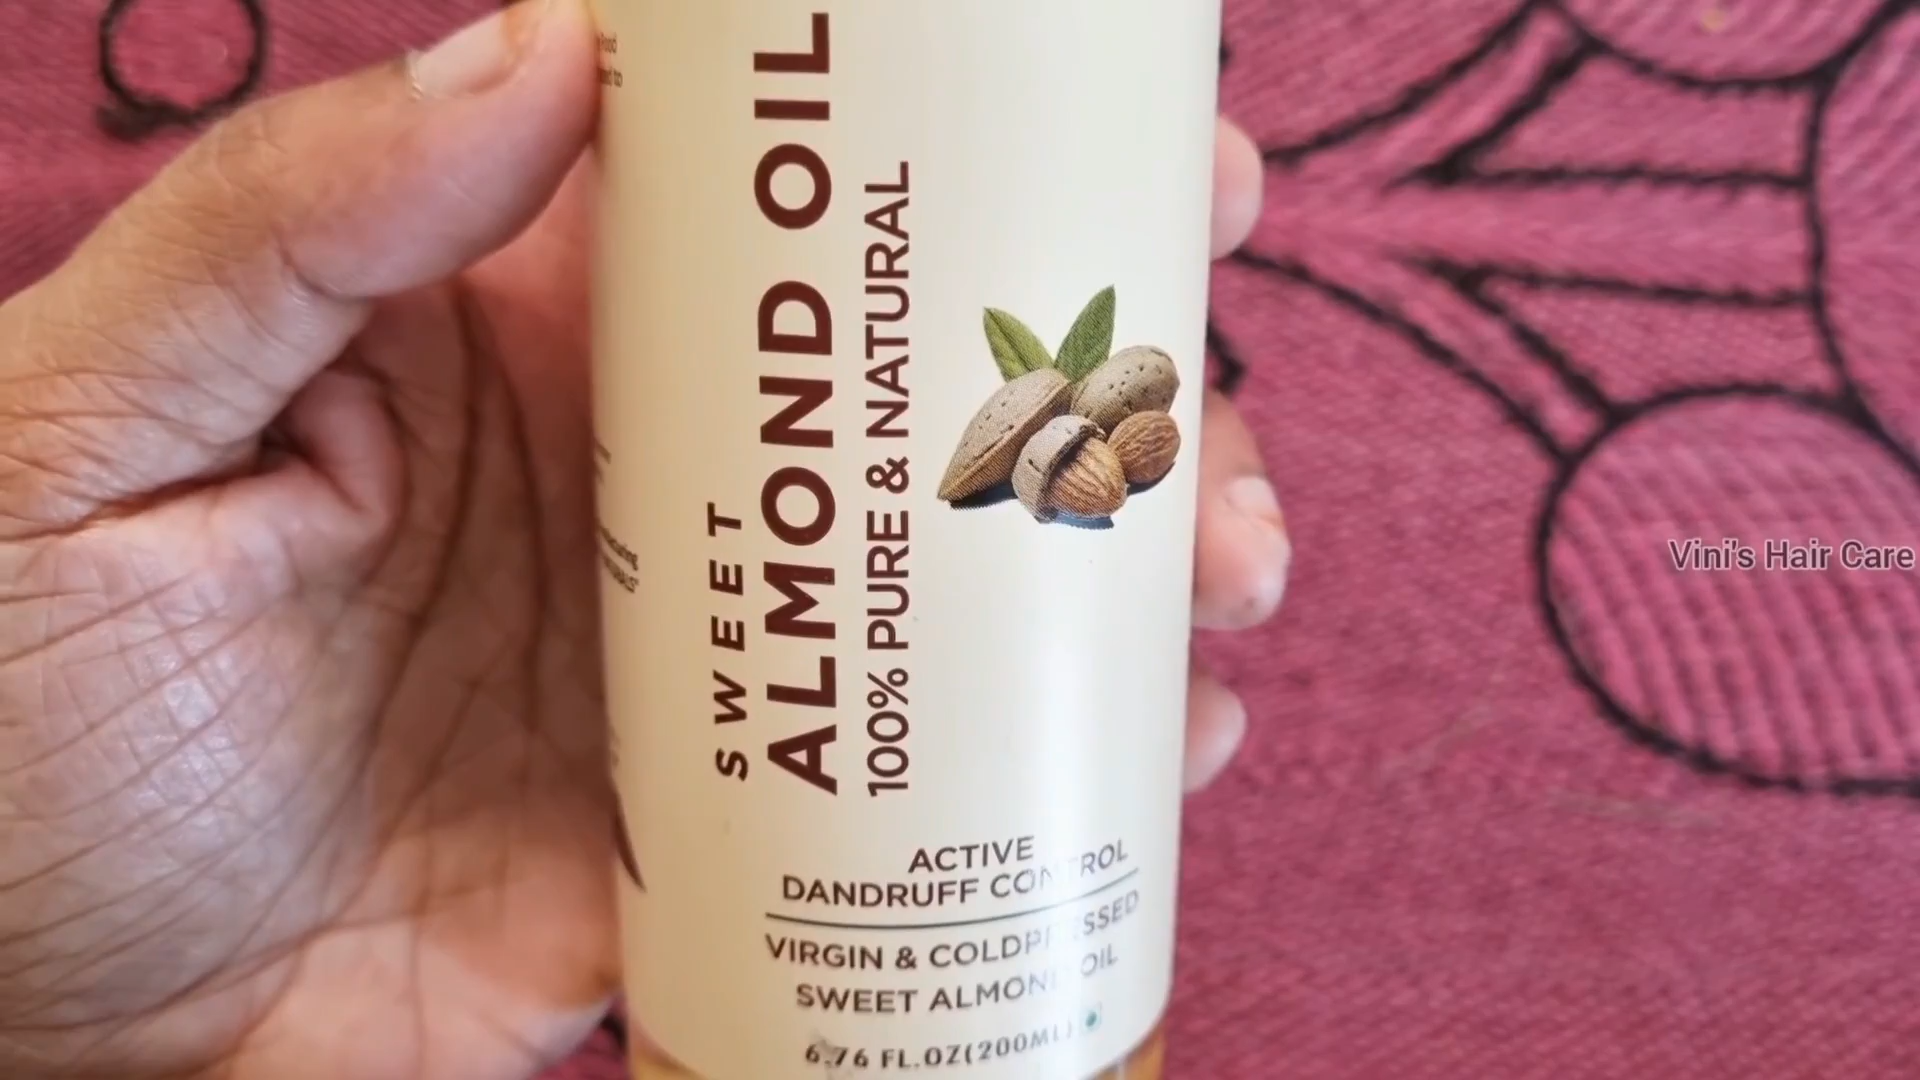 SWEET
ALMOND OIL
100% PURE & NATURAL
ACTIVE
DANDRUFF CONTROL
VIRGIN & COLDPRESSED
SWEET ALMOND OIL
6.76 FL.OZ(200ML)
Vini's Hair Care